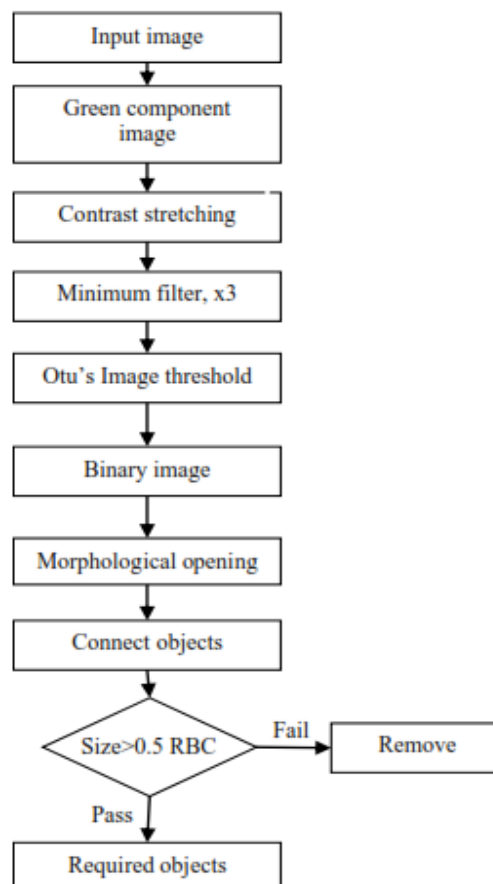 Input image
Green component
image
Contrast stretching
Minimum filter, x3
Otu's Image threshold
Binary image
Morphological opening
Connect objects
Size>0.5 RBC
Fail
Remove
Pass
Required objects